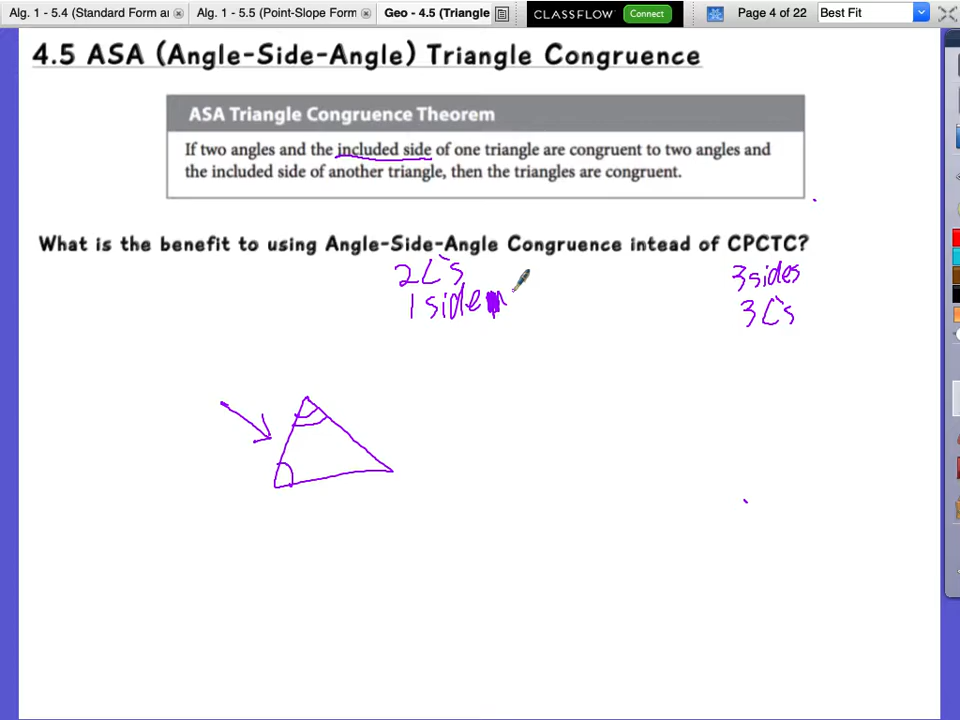 Alg. 1 - 5.4 (Standard Form ar
Alg. 1 - 5.5 (Point-Slope Form
Geo - 4.5 (Triangle
CLASSFLOW
Connect
Page 4 of 22
Best Fit
4.5 ASA (Angle-Side-Angle) Triangle Congruence
ASA Triangle Congruence Theorem
If two angles and the included side of one triangle are congruent to two angles and
the included side of another triangle, then the triangles are congruent.
What is the benefit to using Angle-Side-Angle Congruence intead of CPCTC?
2∠'s
1 side
3 sides
3∠'s